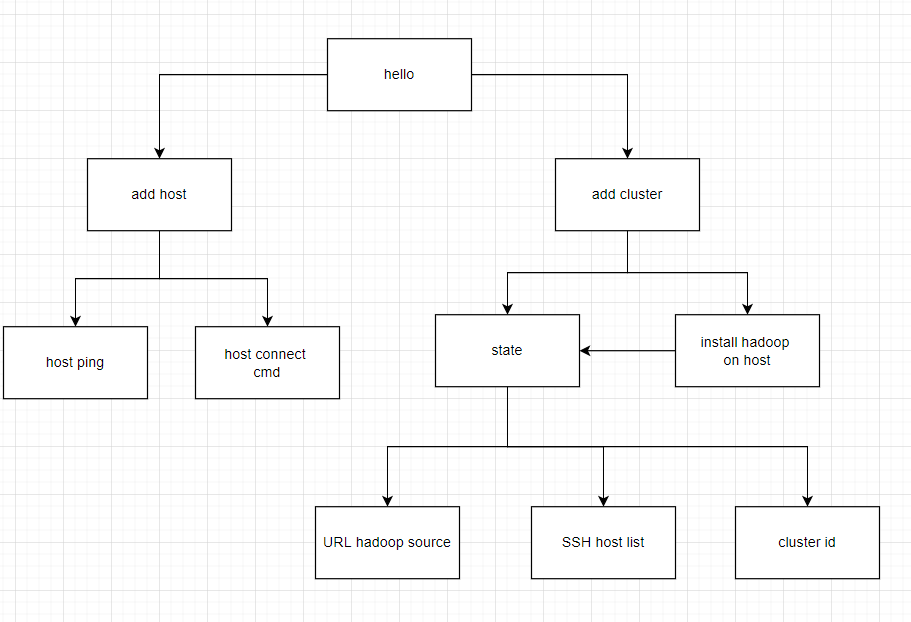 hello
add host
add cluster
host ping
host connect
cmd
state
install hadoop
on host
URL hadoop source
SSH host list
cluster id